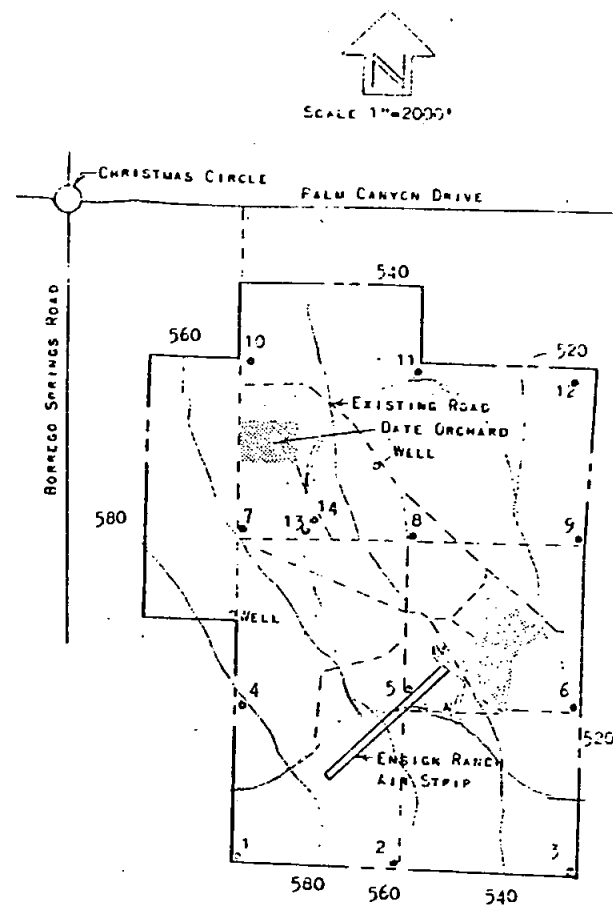 N
SCALE 1"=2000'
CHRISTMAS CIRCLE
PALM CANYON DRIVE
BORREGO SPRINGS ROAD
540
560
10
11
520
12
EXISTING ROAD
DATE ORCHARD
WELL
580
7
13
14
8
9
WELL
4
5
6
520
ENSIGN RANCH
AIR STRIP
1
2
3
580
560
540